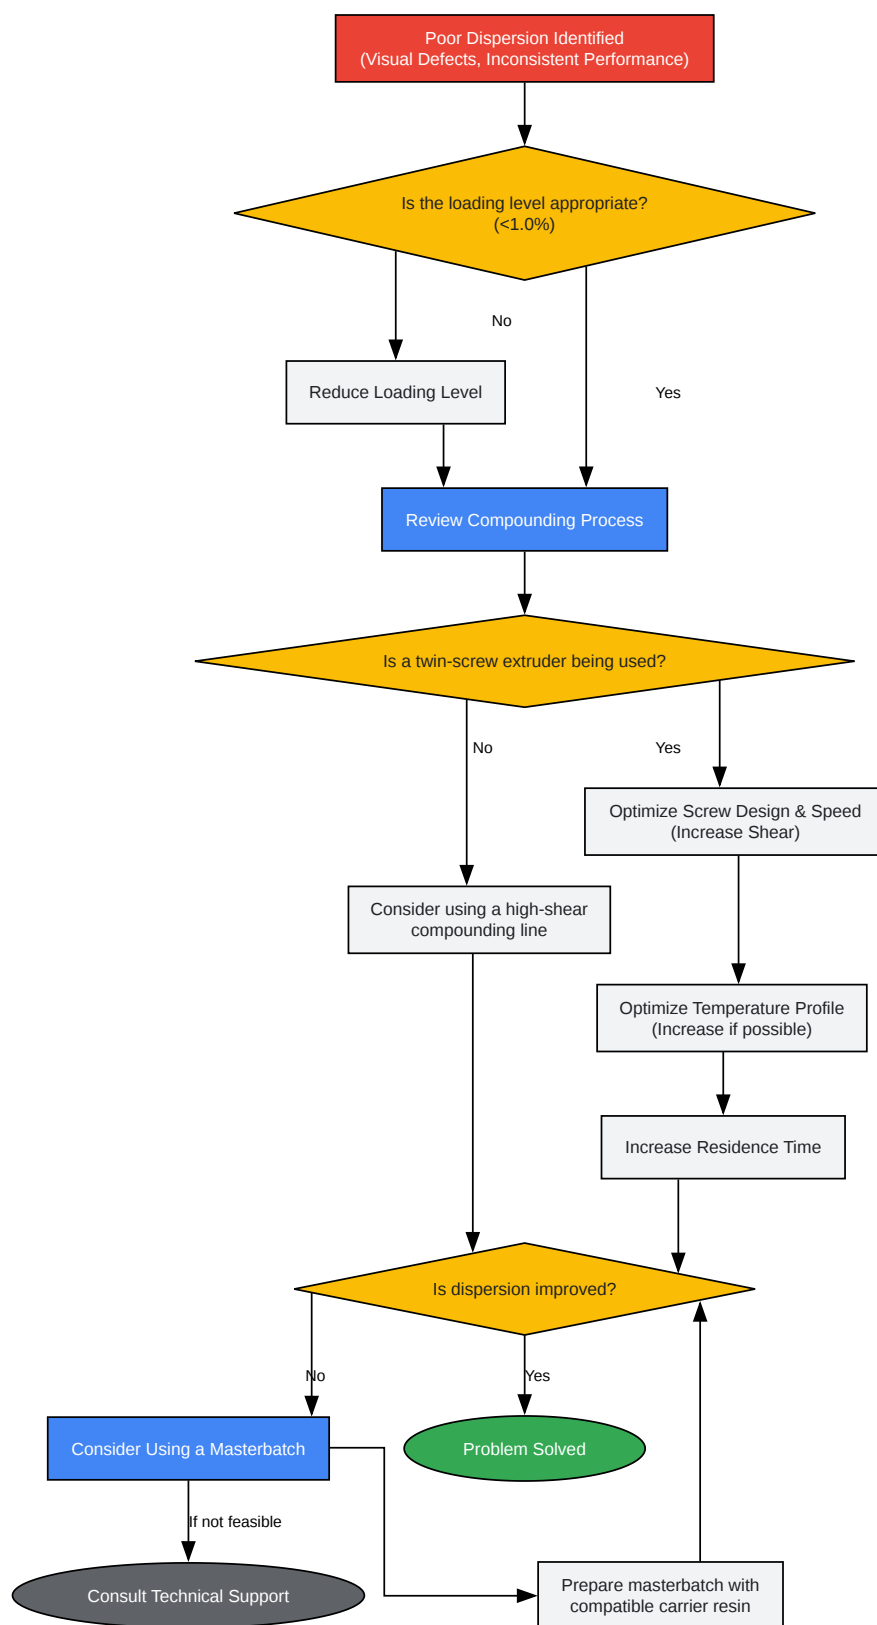 Poor Dispersion Identified
(Visual Defects, Inconsistent Performance)
Is the loading level appropriate?
(<1.0%)
No
Reduce Loading Level
Yes
Review Compounding Process
Is a twin-screw extruder being used?
No
Yes
Optimize Screw Design & Speed
(Increase Shear)
Consider using a high-shear
compounding line
Optimize Temperature Profile
(Increase if possible)
Increase Residence Time
Is dispersion improved?
No
Yes
Consider Using a Masterbatch
Problem Solved
If not feasible
Consult Technical Support
Prepare masterbatch with
compatible carrier resin